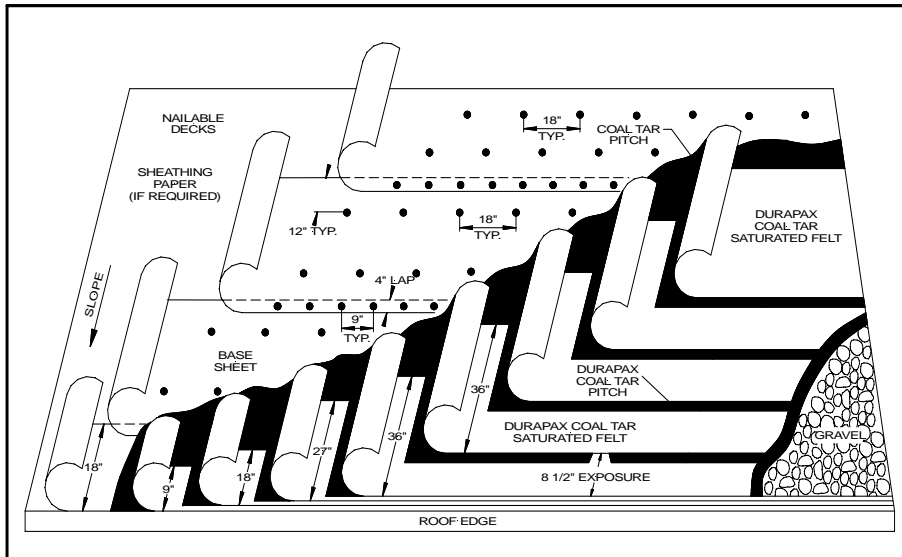 NAILABLE
DECKS
18"
TYP.
COAL TAR
PITCH
SHEATHING
PAPER
(IF REQUIRED)
12" TYP.
18"
TYP.
DURAPAX
COAL TAR
SATURATED FELT
SLOPE
4" LAP
9"
TYP.
BASE
SHEET
DURAPAX
COAL TAR
PITCH
36"
36"
27"
18"
9"
18"
DURAPAX COAL TAR
SATURATED FELT
GRAVEL
8 1/2" EXPOSURE
ROOF EDGE